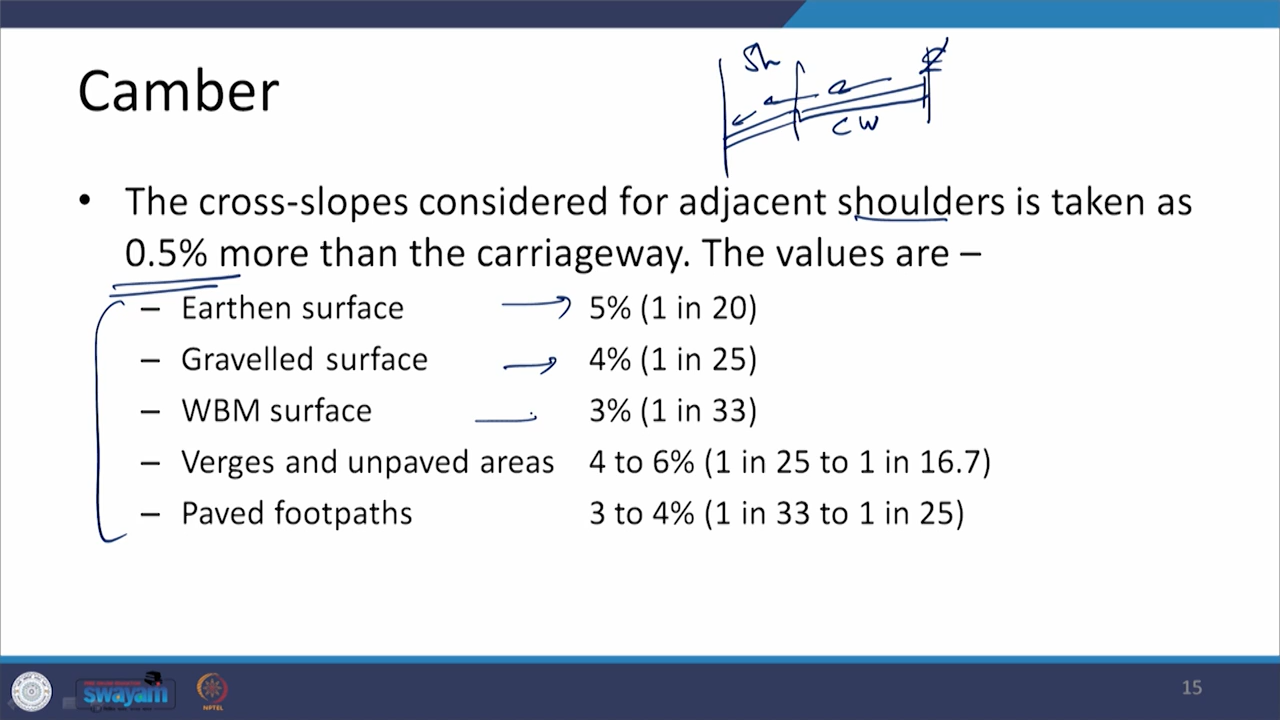 Sh
Camber
CW
• The cross-slopes considered for adjacent shoulders is taken as
0.5% more than the carriageway. The values are –
– Earthen surface 5% (1 in 20)
– Gravelled surface 4% (1 in 25)
– WBM surface 3% (1 in 33)
– Verges and unpaved areas 4 to 6% (1 in 25 to 1 in 16.7)
– Paved footpaths 3 to 4% (1 in 33 to 1 in 25)
swayam
NPTEL
15